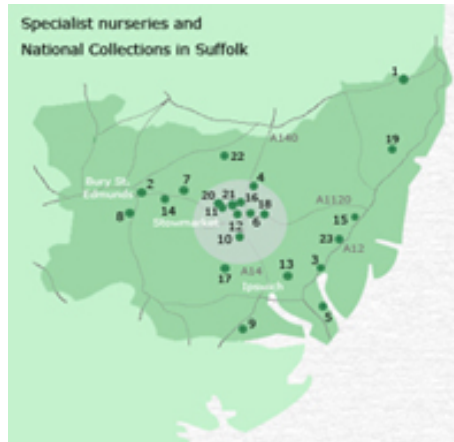 Specialist nurseries and
National Collections in Suffolk
1
A140
19
22
Bury St.
Edmunds
2
7
4
20
21
16
18
A1120
8
14
11
6
15
Stowmarket
12
23
10
A12
17
A14
13
3
Ipswich
9
5